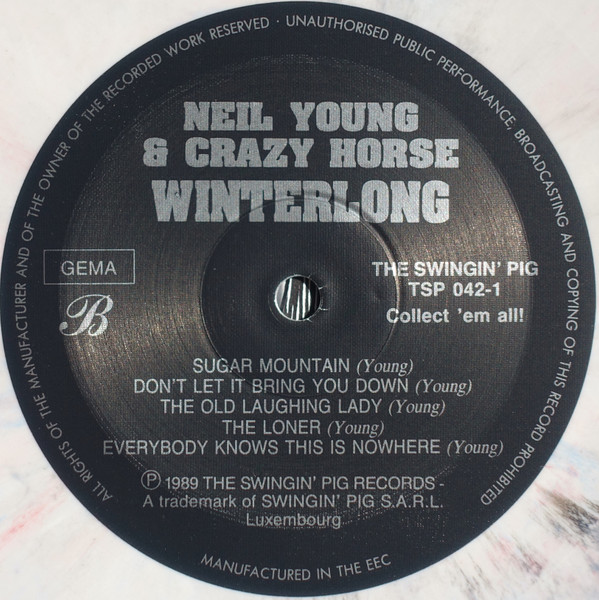 ALL RIGHTS OF THE MANUFACTURER AND OF THE OWNER OF THE RECORDED WORK RESERVED · UNAUTHORISED PUBLIC PERFORMANCE, BROADCASTING AND COPYING OF THIS RECORD PROHIBITED
NEIL YOUNG
& CRAZY HORSE
WINTERLONG
GEMA
B
THE SWINGIN' PIG
TSP 042-1
Collect 'em all!
SUGAR MOUNTAIN (Young)
DON'T LET IT BRING YOU DOWN (Young)
THE OLD LAUGHING LADY (Young)
THE LONER (Young)
EVERYBODY KNOWS THIS IS NOWHERE (Young)
Ⓟ 1989 THE SWINGIN' PIG RECORDS -
A trademark of SWINGIN' PIG S.A.R.L.
Luxembourg
MANUFACTURED IN THE EEC